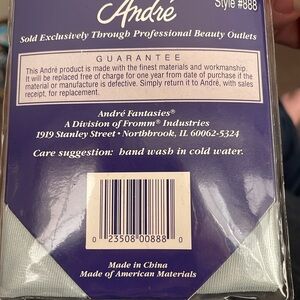 André
Style #888
Sold Exclusively Through Professional Beauty Outlets
GUARANTEE
This André product is made with the finest materials and workmanship.
It will be replaced free of charge for one year from date of purchase if the
material or manufacture is defective. Simply return it to André, with sales
receipt, for replacement.
André Fantasies®
A Division of Fromm® Industries
1919 Stanley Street • Northbrook, IL 60062-5324
Care suggestion: hand wash in cold water.
0 23508 00888 0
Made in China
Made of American Materials